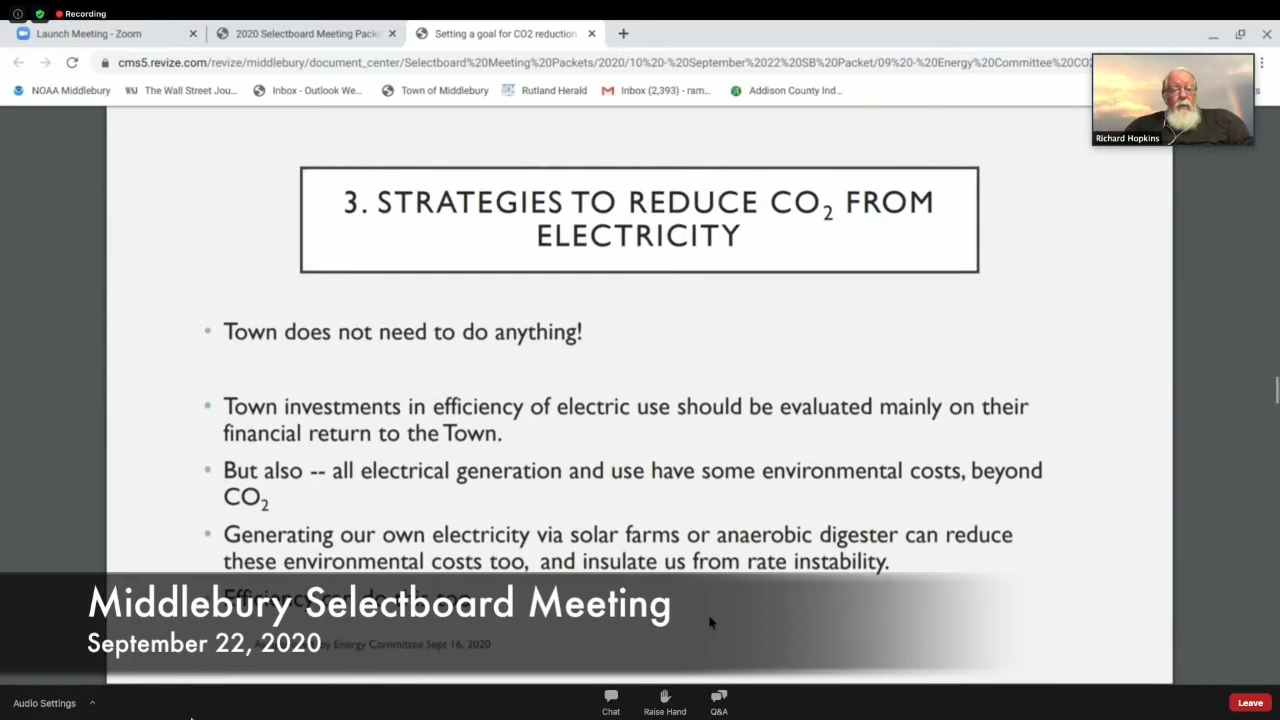 Recording
Launch Meeting - Zoom
2020 Selectboard Meeting Pack
Setting a goal for CO2 reduction
cms5.revize.com/revize/middlebury/document_center/Selectboard%20Meeting%20Packets/2020/10%20-%20September%2022%20SB%20Packet/09%20-%20Energy%20Committee%20CO
NOAA Middlebury
WSJ The Wall Street Jou...
Inbox - Outlook We...
Town of Middlebury
Rutland Herald
Inbox (2,393) - ram...
Addison County Ind...
Richard Hopkins
3. STRATEGIES TO REDUCE CO2 FROM
ELECTRICITY
• Town does not need to do anything!
• Town investments in efficiency of electric use should be evaluated mainly on their
financial return to the Town.
• But also -- all electrical generation and use have some environmental costs, beyond
CO2
• Generating our own electricity via solar farms or anaerobic digester can reduce
these environmental costs too, and insulate us from rate instability.
Middlebury Selectboard Meeting
September 22, 2020
by Energy Committee Sept 16, 2020
Audio Settings
Chat
Raise Hand
Q&A
Leave